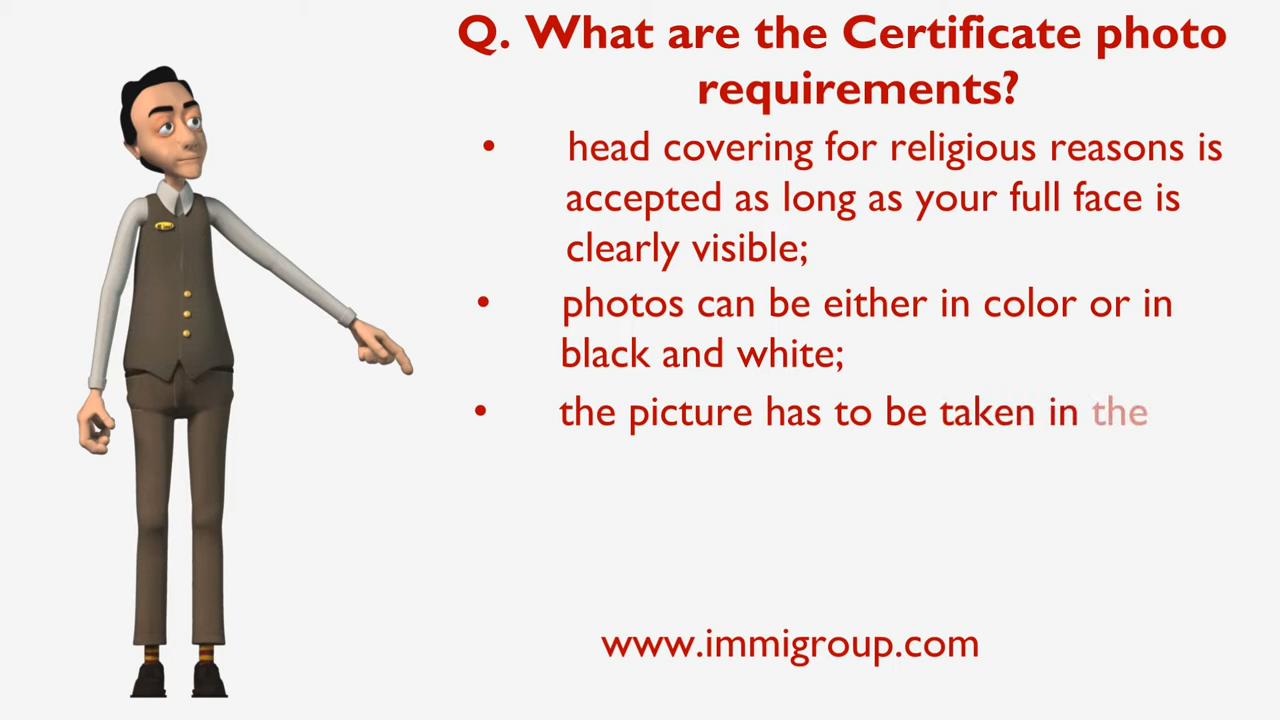 Q. What are the Certificate photo
requirements?
• head covering for religious reasons is
accepted as long as your full face is
clearly visible;
• photos can be either in color or in
black and white;
• the picture has to be taken in the
www.immigroup.com